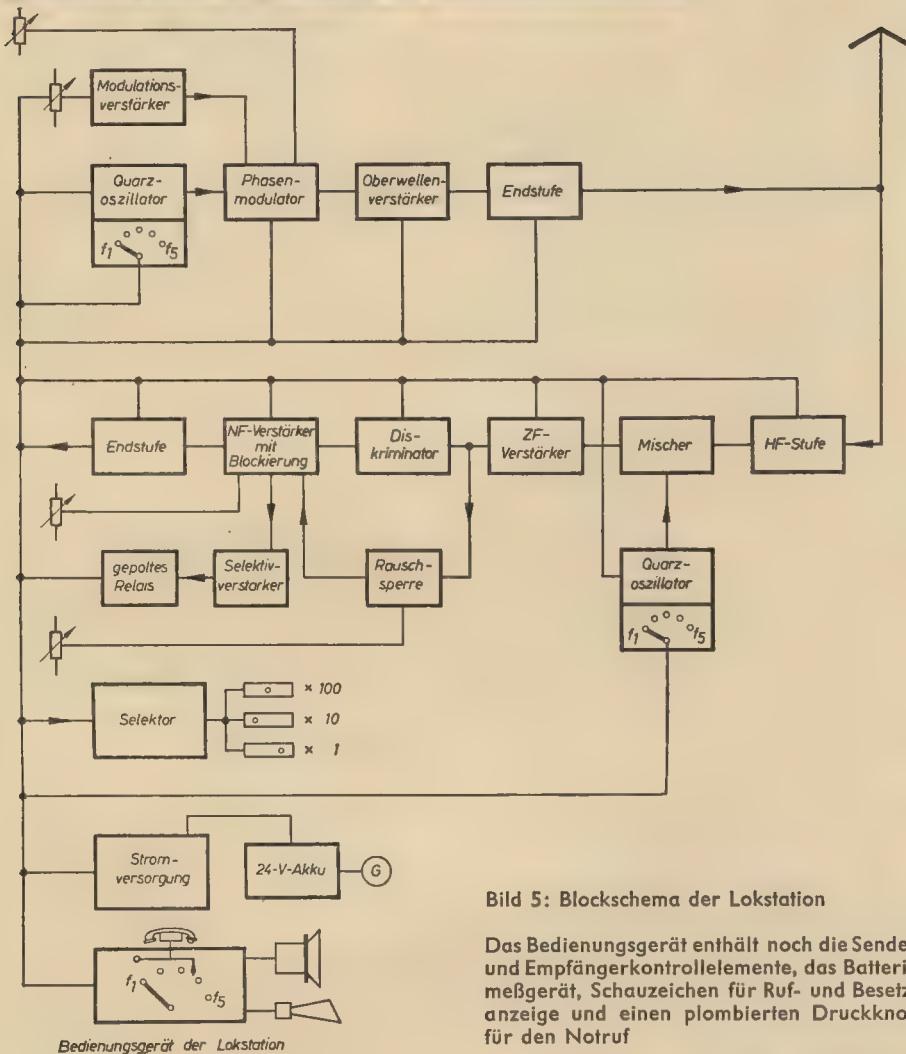 Modulations-
verstärker
Quarz-
oszillator
f1
f5
Phasen-
modulator
Oberwellen-
verstärker
Endstufe
Endstufe
NF-Verstärker
mit
Blockierung
Dis-
kriminator
ZF-
Verstärker
Mischer
HF-Stufe
gepoltes
Relais
Selektiv-
verstärker
Rausch-
sperre
Quarz-
oszillator
f1
f5
Selektor
× 100
× 10
× 1
Strom-
versorgung
24-V-Akku
G
f1
f5
Bedienungsgerät der Lokstation
Bild 5: Blockschema der Lokstation
Das Bedienungsgerät enthält noch die Sende
und Empfängerkontrollelemente, das Batteri
meßgerät, Schauzeichen für Ruf- und Besetz
anzeige und einen plombierten Druckkno
für den Notruf